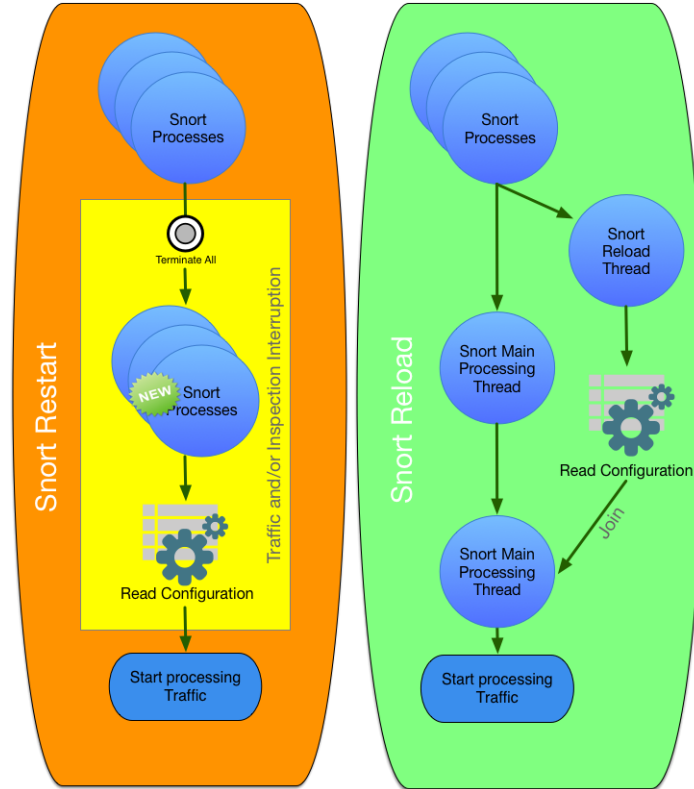 Snort Restart
Snort
Processes
Terminate All
Traffic and/or Inspection Interruption
NEW
Snort
Processes
Read Configuration
Start processing
Traffic
Snort Reload
Snort
Processes
Snort
Reload
Thread
Snort Main
Processing
Thread
Read Configuration
Join
Snort Main
Processing
Thread
Start processing
Traffic